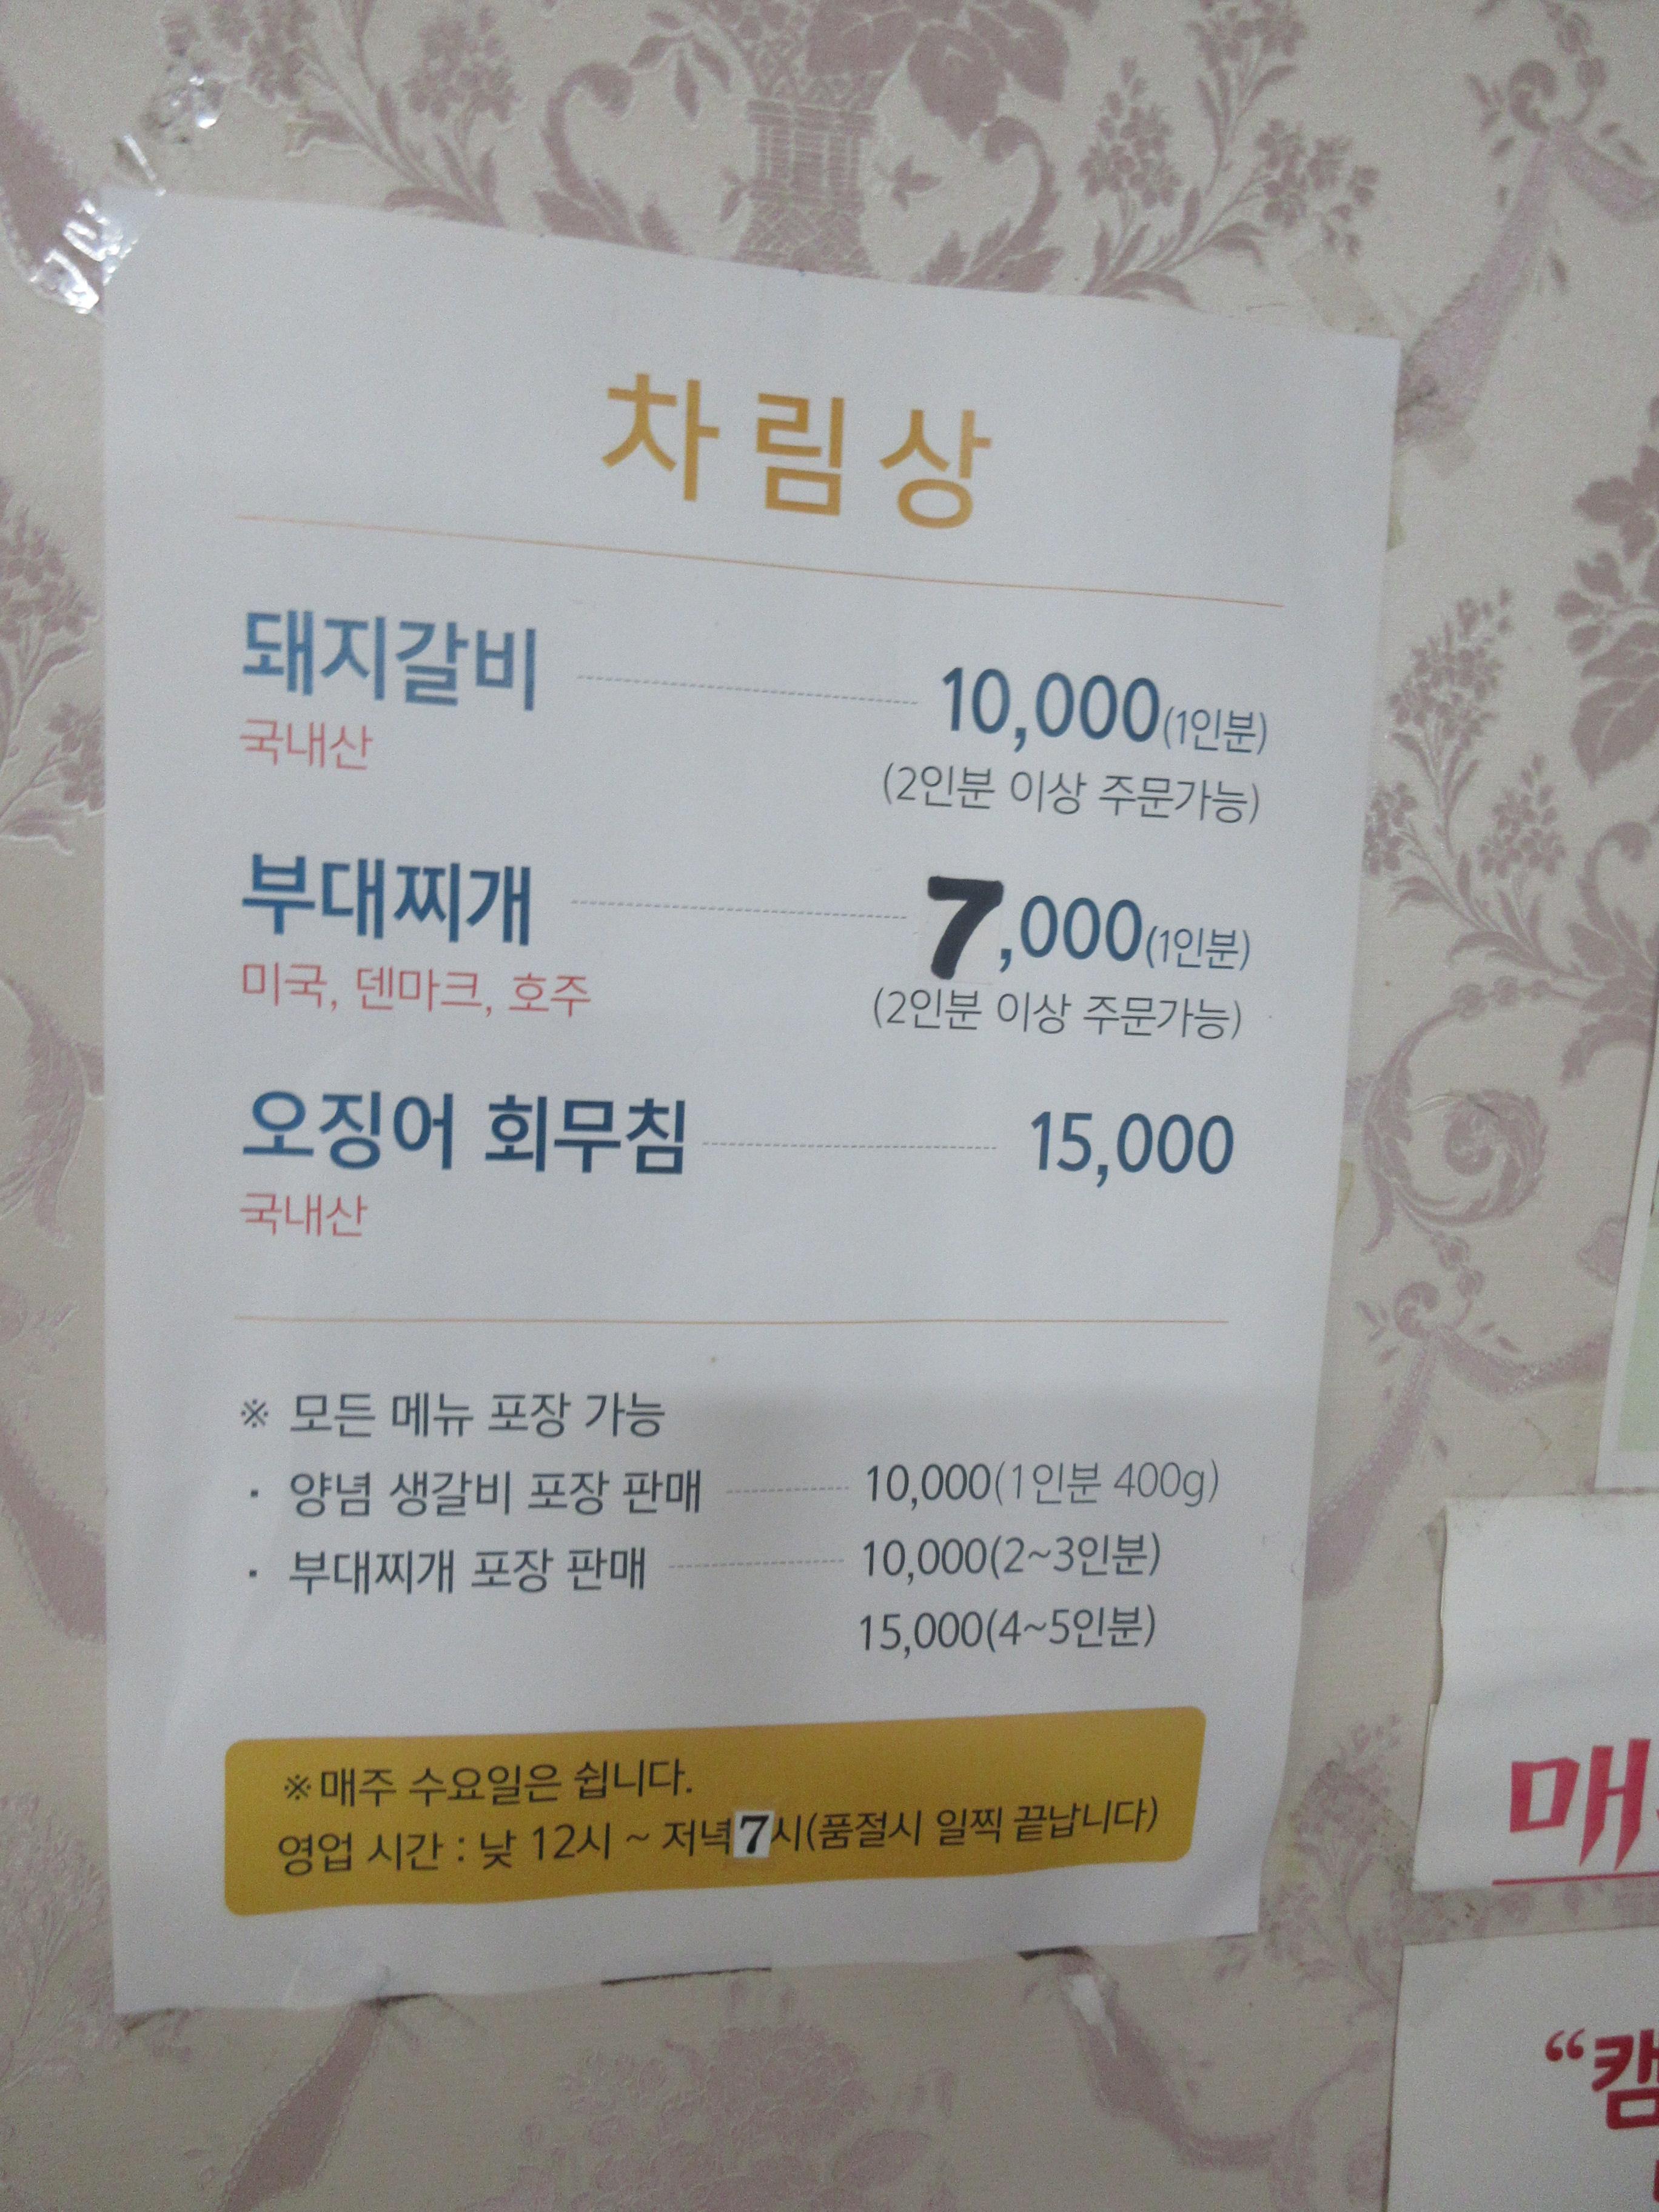 차림상
돼지갈비 10,000(1인분)
국내산
(2인분 이상 주문가능)
부대찌개 7,000(1인분)
미국, 덴마크, 호주
(2인분 이상 주문가능)
오징어 회무침 15,000
국내산
※ 모든 메뉴 포장 가능
· 양념 생갈비 포장 판매 10,000(1인분 400g)
· 부대찌개 포장 판매 10,000(2~3인분)
15,000(4~5인분)
※매주 수요일은 쉽니다.
영업 시간 : 낮 12시 ~ 저녁7시(품절시 일찍 끝납니다)
매
“캠